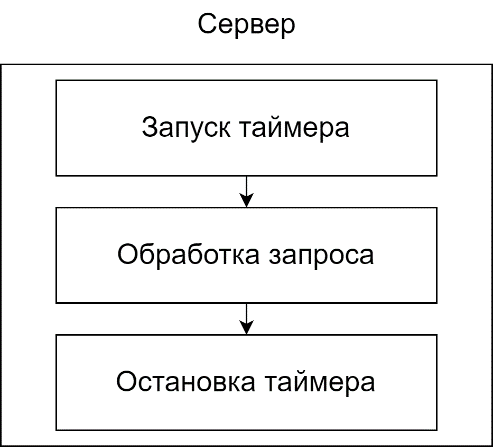 Сервер
Запуск таймера
Обработка запроса
Остановка таймера